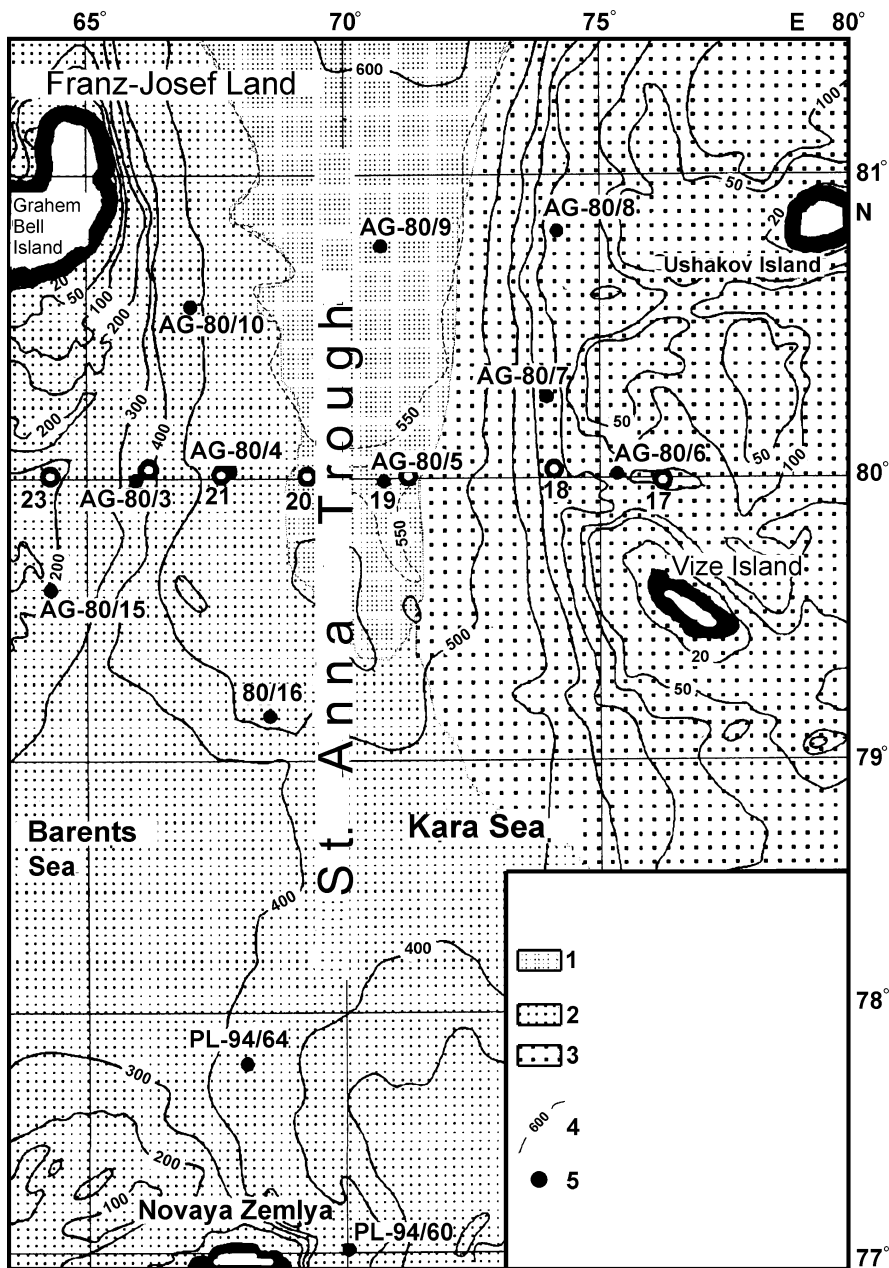 65° 70° 75° E 80°
600
Franz-Josef Land
100
81°
50
Grahem
Bell
Island
20
N
AG-80/9
AG-80/8
Ushakov Island
20
50
100
200
AG-80/10
St. Anna Trough
AG-80/7
300
550
200
400
AG-80/4
50
50
100
AG-80/5
AG-80/6
80°
23
AG-80/3
21
20
19
18
17
550
200
Vize Island
AG-80/15
500
20
80/16
50
79°
Barents
Sea
Kara Sea
400
400
1
78°
2
PL-94/64
3
300
600
4
200
5
100
Novaya Zemlya
PL-94/60
77°